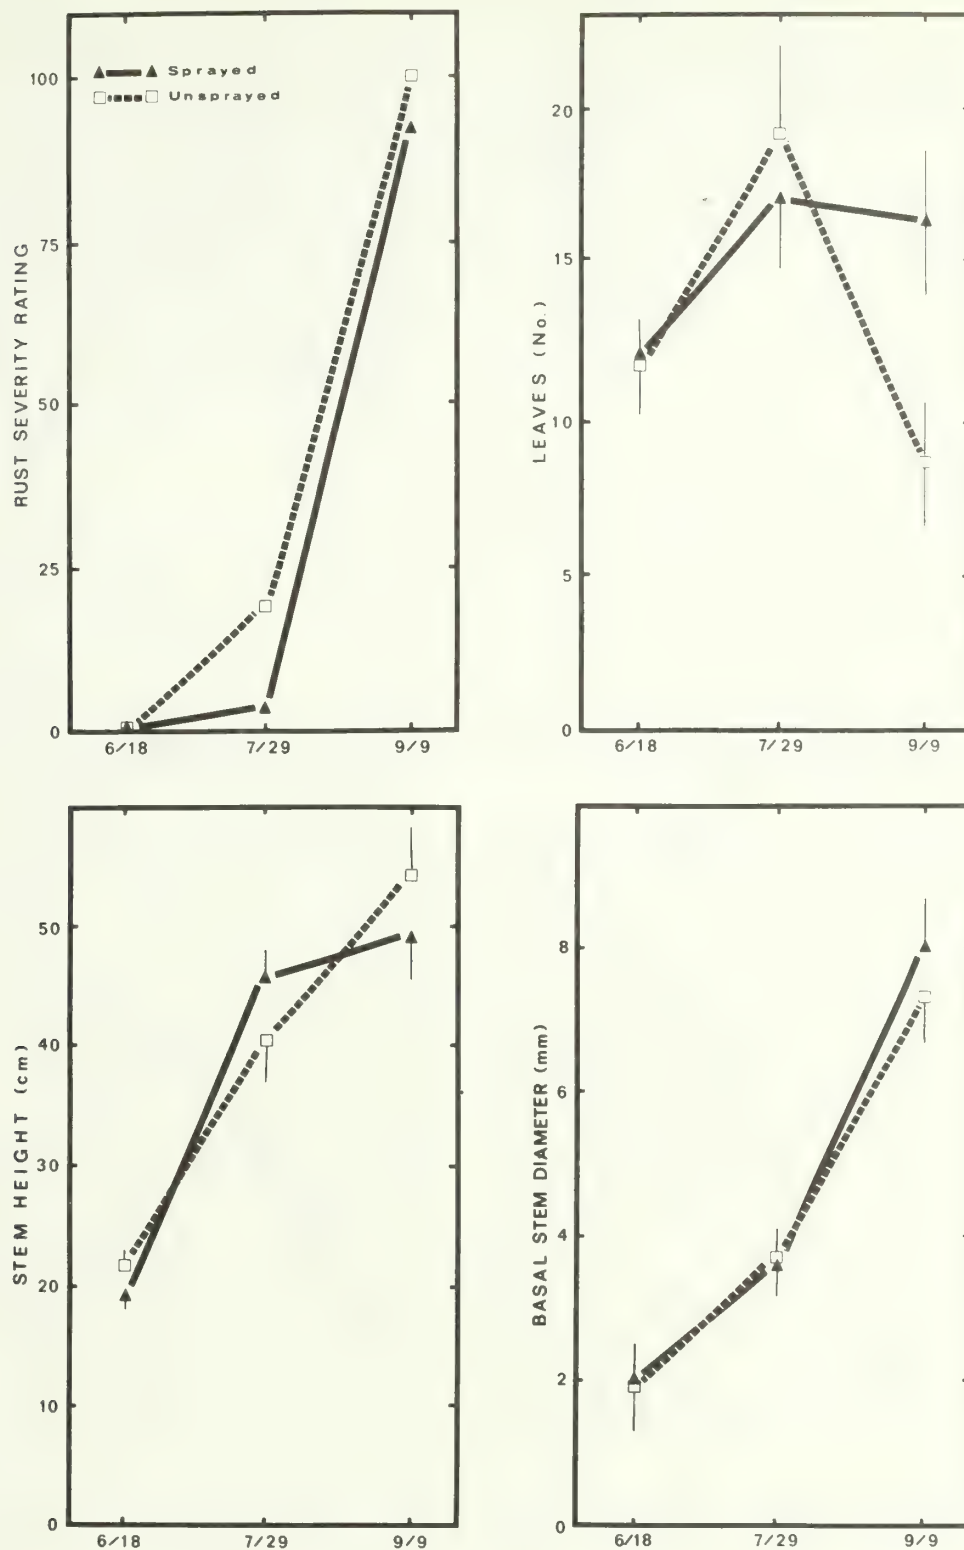 RUST SEVERITY RATING
100
75
50
25
0
Sprayed
Unsprayed
6/18 7/29 9/9
LEAVES (No.)
20
15
10
5
0
6/18 7/29 9/9
STEM HEIGHT (cm)
50
40
30
20
10
0
6/18 7/29 9/9
BASAL STEM DIAMETER (mm)
8
6
4
2
0
6/18 7/29 9/9